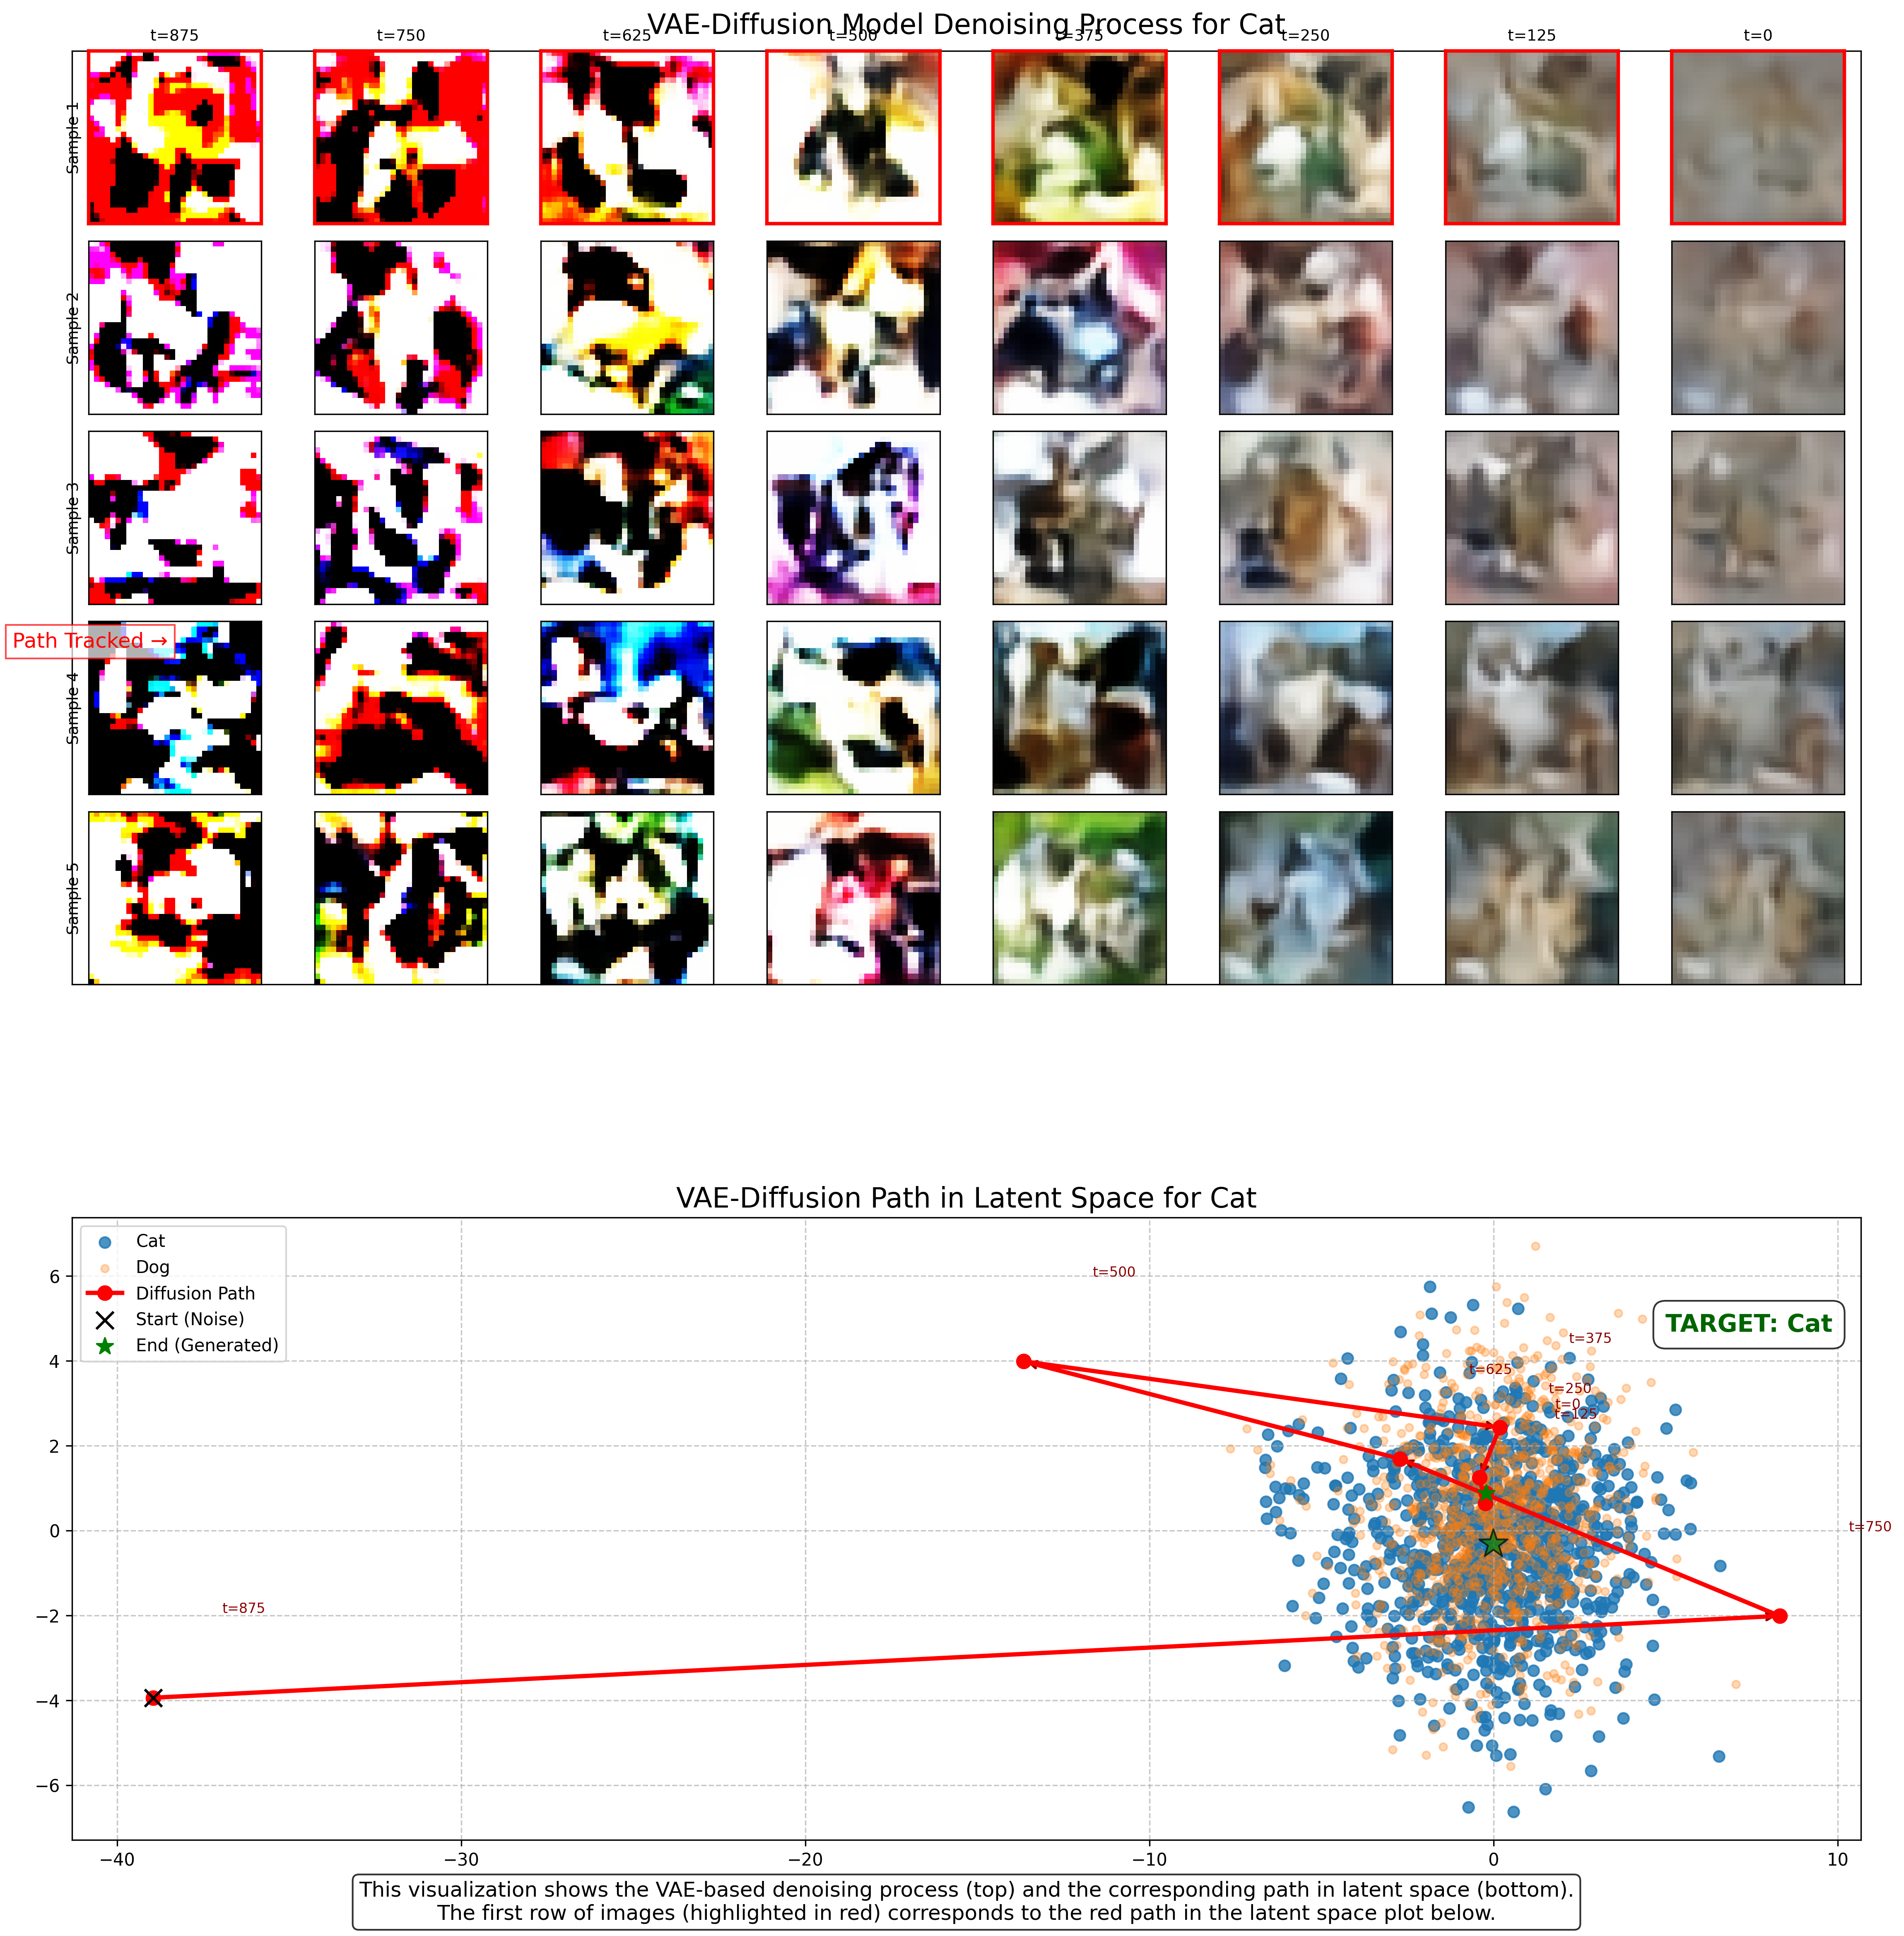 VAE-Diffusion Model Denoising Process for Cat
t=875
t=750
t=625
t=500
t=375
t=250
t=125
t=0
Sample 1
Sample 2
Sample 3
Path Tracked →
Sample 4
Sample 5
VAE-Diffusion Path in Latent Space for Cat
Cat
Dog
Diffusion Path
Start (Noise)
End (Generated)
TARGET: Cat
t=500
t=375
t=625
t=250
t=0
t=125
t=750
t=875
6
4
2
0
−2
−4
−6
−40
−30
−20
−10
0
10
This visualization shows the VAE-based denoising process (top) and the corresponding path in latent space (bottom).
The first row of images (highlighted in red) corresponds to the red path in the latent space plot below.